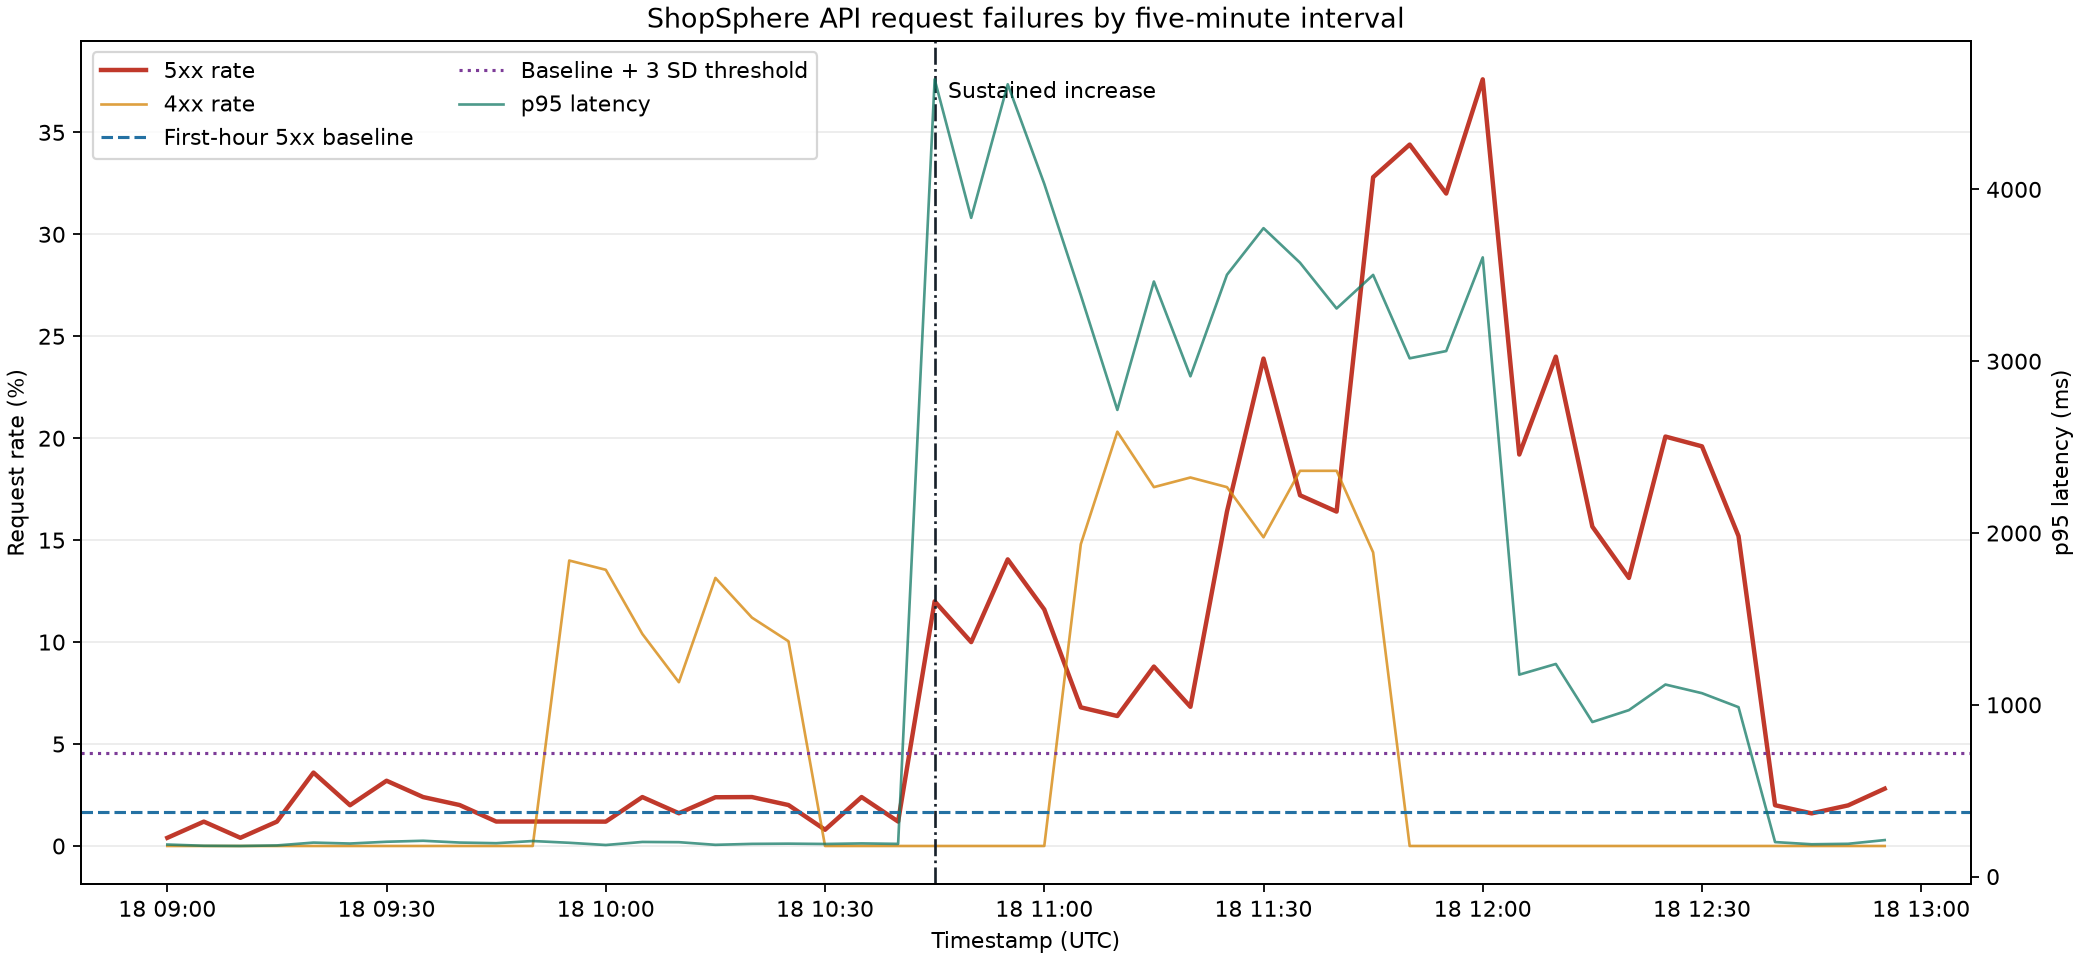 ShopSphere API request failures by five-minute interval
5xx rate
4xx rate
First-hour 5xx baseline
Baseline + 3 SD threshold
p95 latency
Sustained increase
Request rate (%)
35
30
25
20
15
10
5
0
p95 latency (ms)
4000
3000
2000
1000
0
18 09:00
18 09:30
18 10:00
18 10:30
18 11:00
18 11:30
18 12:00
18 12:30
18 13:00
Timestamp (UTC)